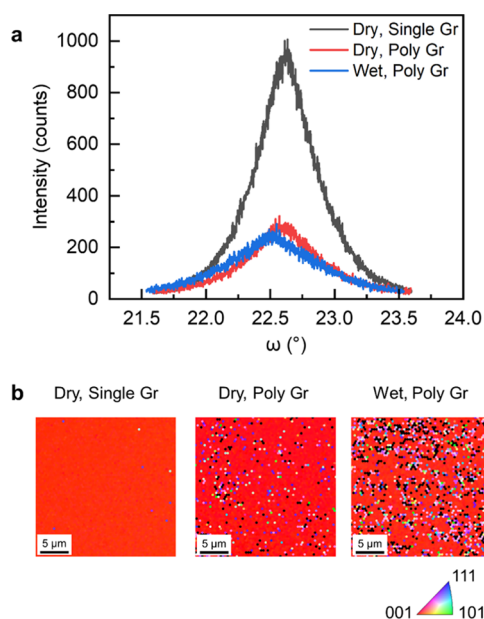 a
Dry, Single Gr
Dry, Poly Gr
Wet, Poly Gr
Intensity (counts)
1000
800
600
400
200
0
21.5 22.0 22.5 23.0 23.5 24.0
ω (°)
b
Dry, Single Gr Dry, Poly Gr Wet, Poly Gr
5 μm 5 μm 5 μm
111
001 101